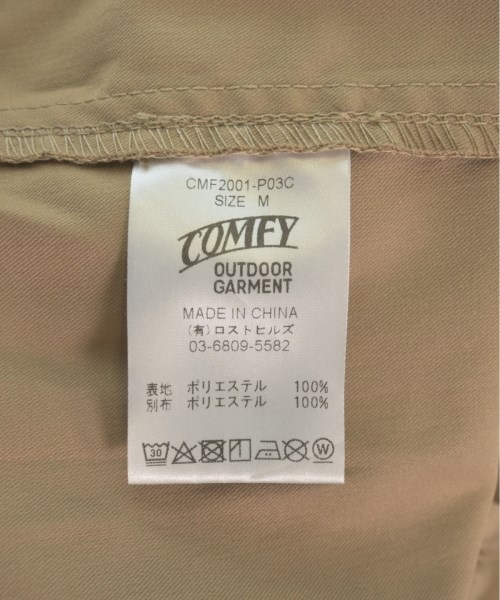 CMF2001-P03C
SIZE M
COMFY
OUTDOOR
GARMENT
MADE IN CHINA
(有)ロストヒルズ
03-6809-5582
表地 ポリエステル 100%
別布 ポリエステル 100%
30 W